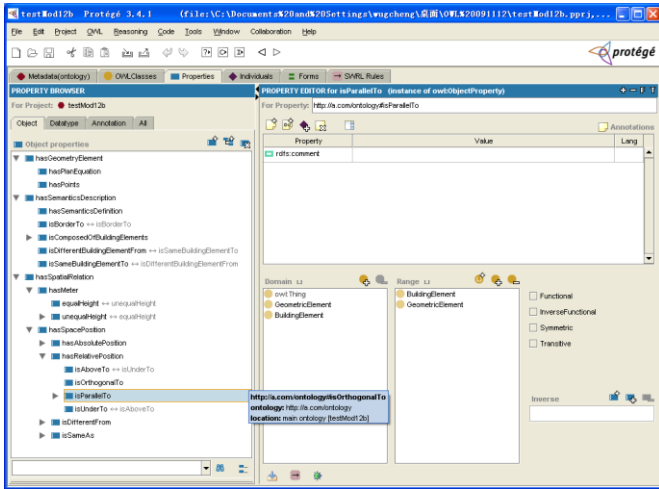 testMod12b Protégé 3.4.1 (file:\C:\Documents%20and%20Settings\wugcheng\桌面\OWL%20091112\testMod12b.pprj,...
File Edit Project OWL Reasoning Code Tools Window Collaboration Help
protégé
Metadata(ontology) OWLClasses Properties Individuals Forms SWRL Rules
PROPERTY BROWSER
For Project: testMod12b
Object Datatype Annotation All
Object properties
hasGeometryElement
hasPlanEquation
hasPoints
hasSemanticsDescription
hasSemanticsDefinition
isBorderTo ↔ isBorderTo
isComposedOfBuildingElements
isDifferentBuildingElementFrom ↔ isSameBuildingElementTo
isSameBuildingElementTo ↔ isDifferentBuildingElementFrom
hasSpatialRelation
hasMeter
equalHeight ↔ unequalHeight
unequalHeight ↔ equalHeight
hasSpacePosition
hasAbsolutePosition
hasRelativePosition
isAboveTo ↔ isUnderTo
isOrthogonalTo
isParallelTo
isUnderTo ↔ isAboveTo
isDifferentFrom
isSameAs
http://a.com/ontology#isOrthogonalTo
ontology: http://a.com/ontology
location: main ontology [testMod12b]
PROPERTY EDITOR for isParallelTo (instance of owl:ObjectProperty)
For Property: http://a.com/ontology#isParallelTo
Annotations
Property Value Lang
rdfs:comment
Domain
owl:Thing
GeometricElement
BuildingElement
Range
BuildingElement
GeometricElement
Functional
InverseFunctional
Symmetric
Transitive
Inverse